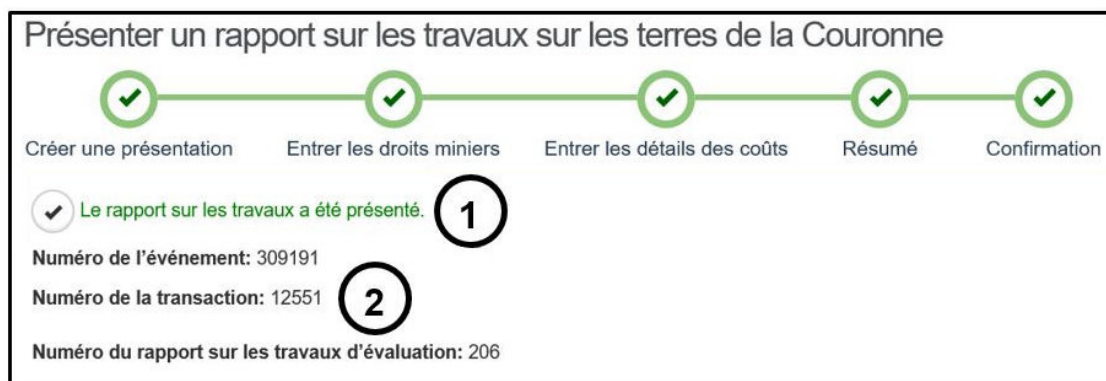 Présenter un rapport sur les travaux sur les terres de la Couronne
Créer une présentation Entrer les droits miniers Entrer les détails des coûts Résumé Confirmation
Le rapport sur les travaux a été présenté. 1
Numéro de l’événement: 309191
Numéro de la transaction: 12551 2
Numéro du rapport sur les travaux d’évaluation: 206